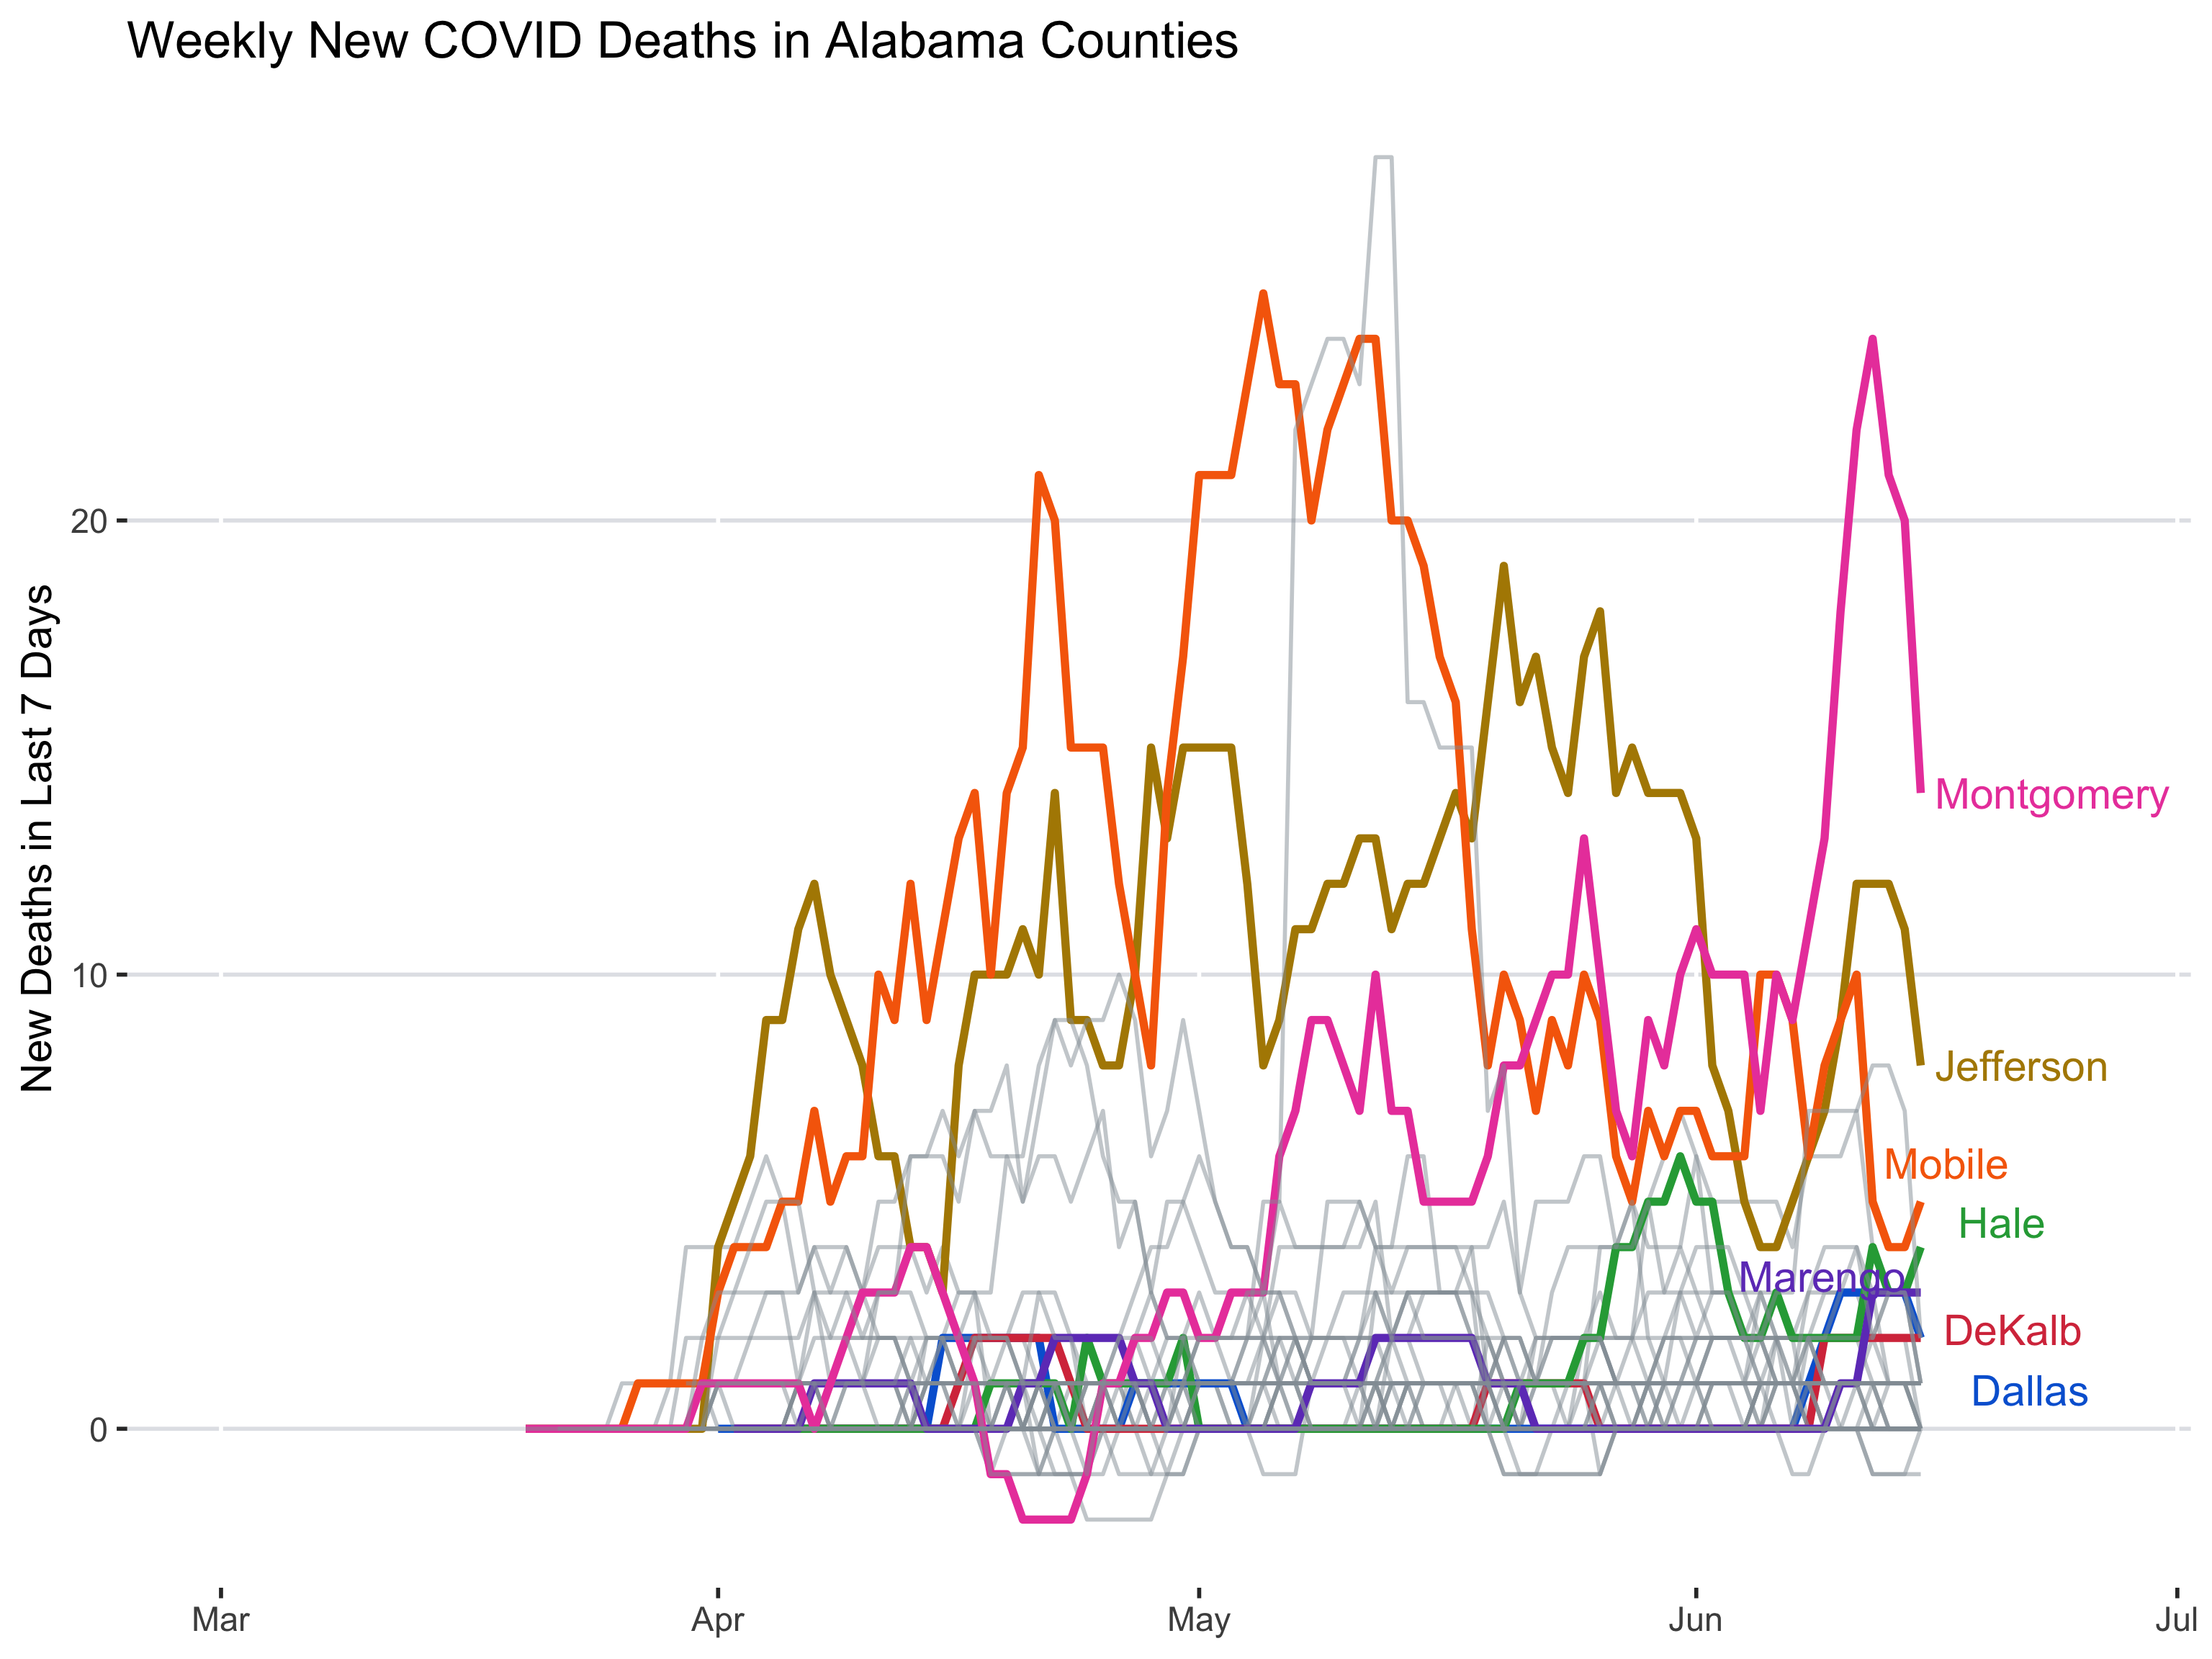 Weekly New COVID Deaths in Alabama Counties
New Deaths in Last 7 Days
20
10
0
Montgomery
Jefferson
Mobile
Hale
Marengo
DeKalb
Dallas
Mar
Apr
May
Jun
Jul